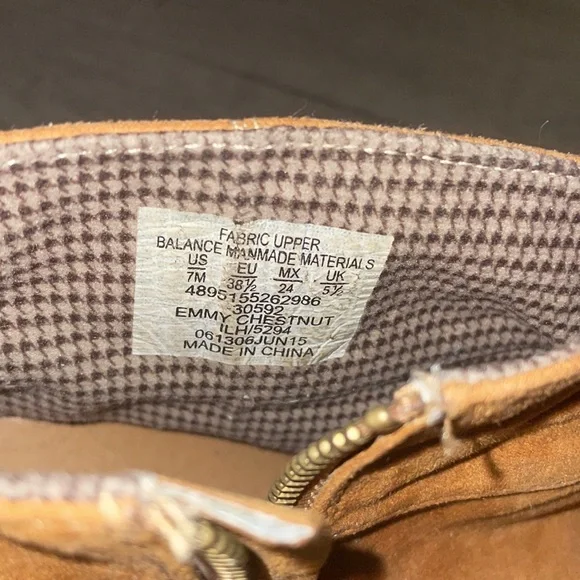 FABRIC UPPER
BALANCE MANMADE MATERIALS
US EU MX UK
7M 38½ 24 5½
4895155262986
30592
EMMY CHESTNUT
ILH/5294
061306JUN15
MADE IN CHINA